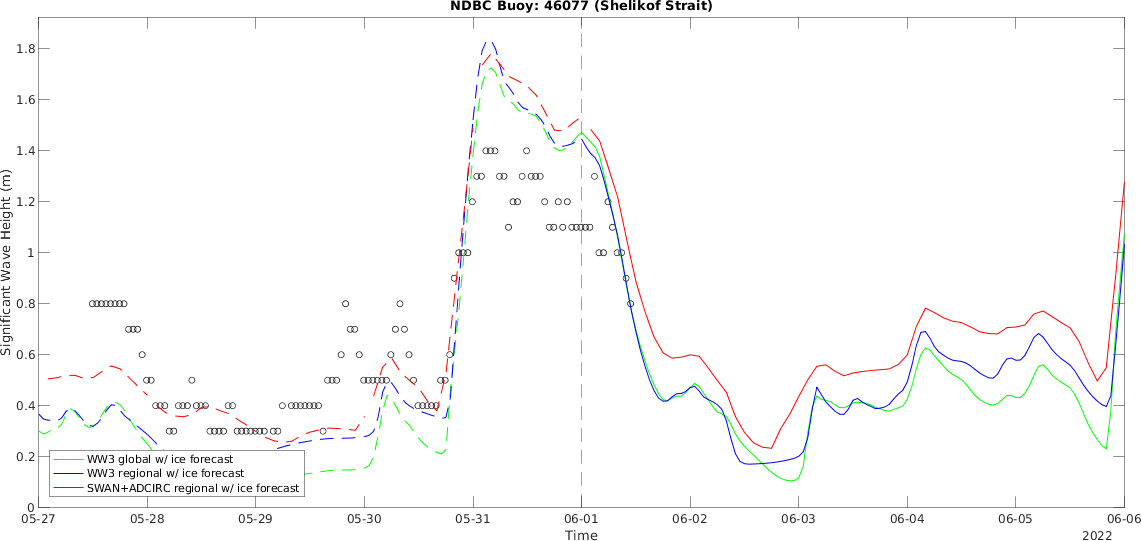 NDBC Buoy: 46077 (Shelikof Strait)
Significant Wave Height (m)
1.8
1.6
1.4
1.2
1
0.8
0.6
0.4
0.2
0
WW3 global w/ ice forecast
WW3 regional w/ ice forecast
SWAN+ADCIRC regional w/ ice forecast
05-27 05-28 05-29 05-30 05-31 06-01 06-02 06-03 06-04 06-05 06-06
Time
2022